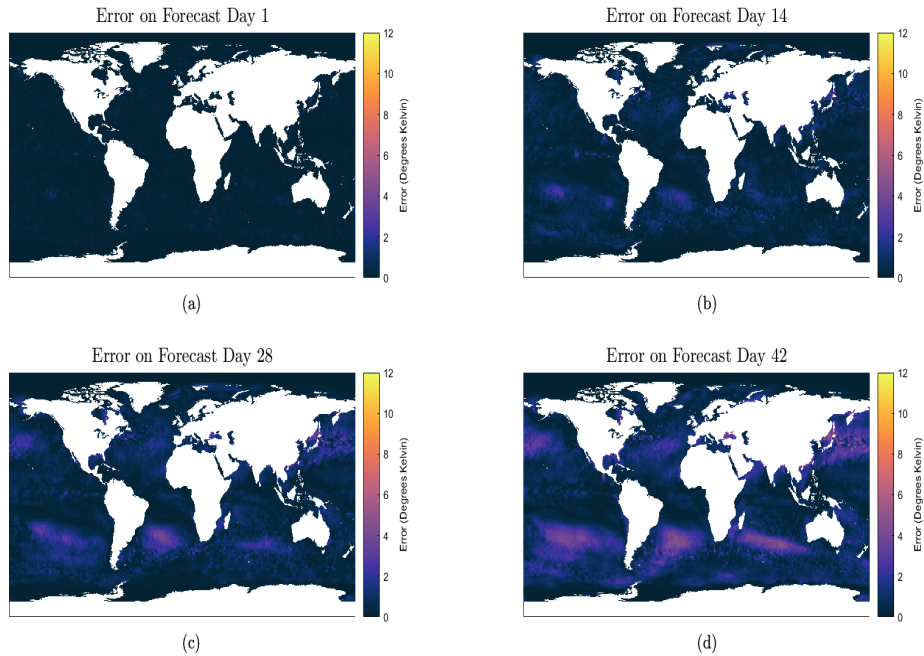 Error on Forecast Day 1
12
10
8
6
4
2
0
Error (Degrees Kelvin)
(a)
Error on Forecast Day 14
12
10
8
6
4
2
0
Error (Degrees Kelvin)
(b)
Error on Forecast Day 28
12
10
8
6
4
2
0
Error (Degrees Kelvin)
(c)
Error on Forecast Day 42
12
10
8
6
4
2
0
Error (Degrees Kelvin)
(d)